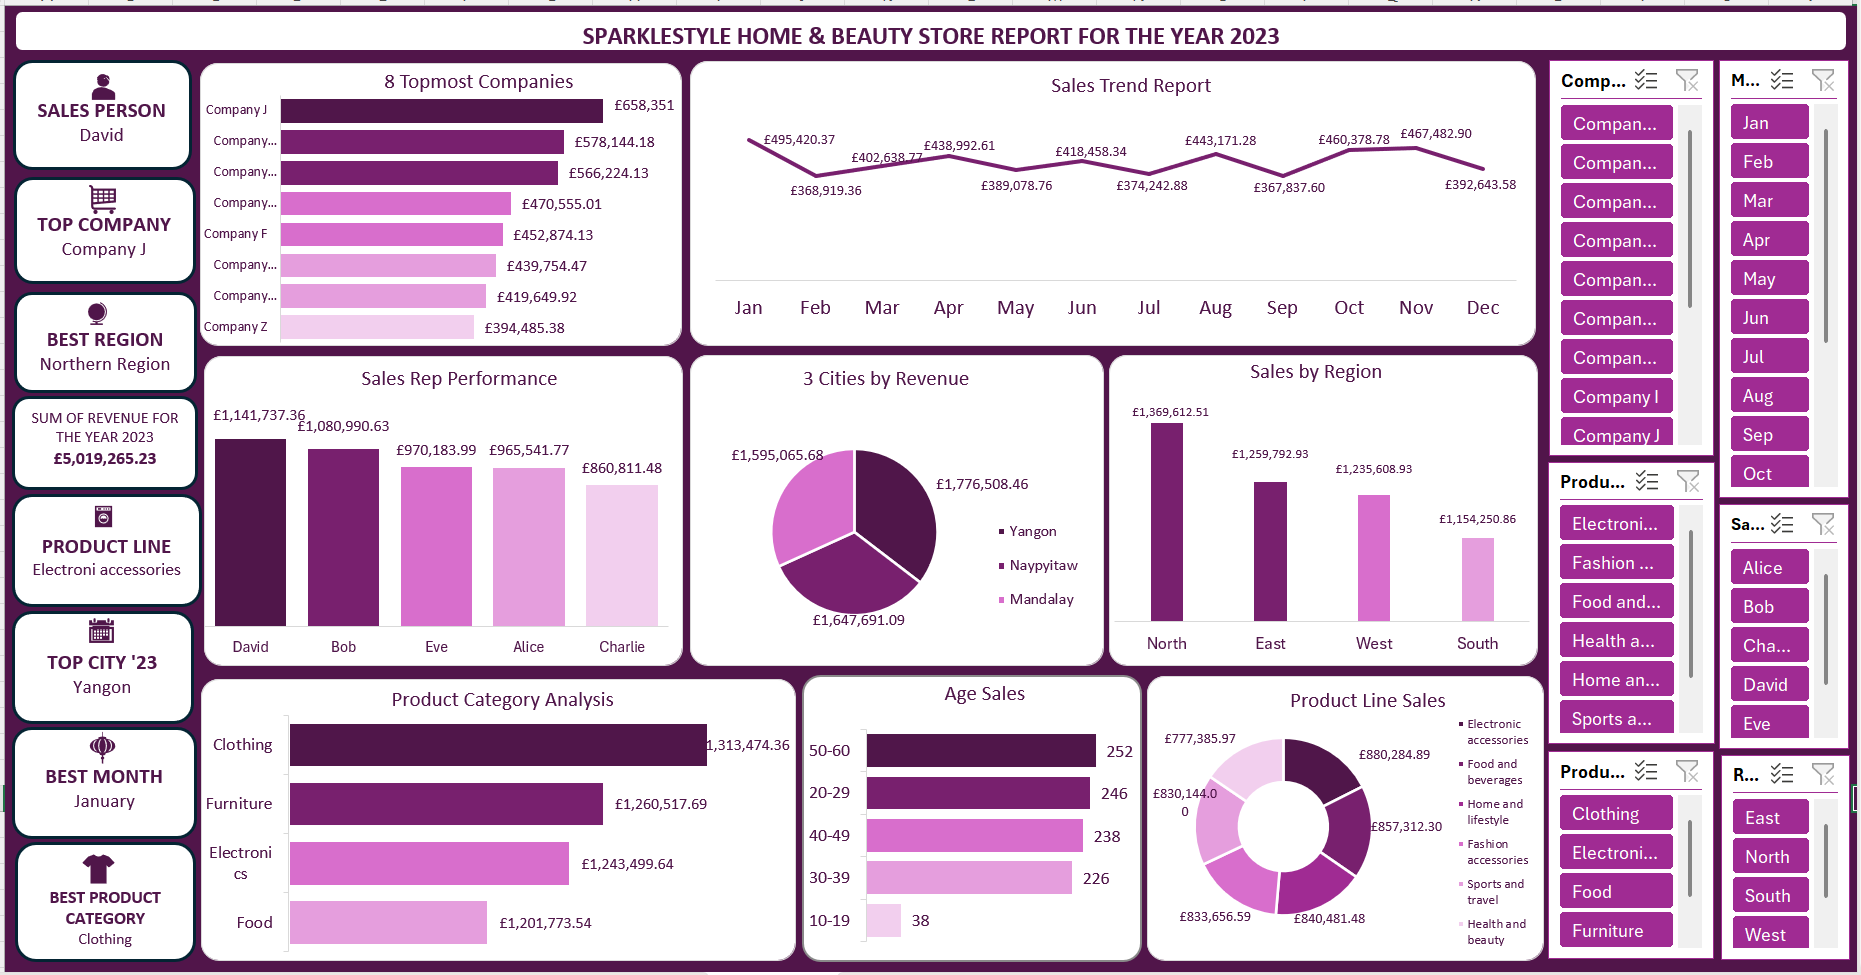 SPARKLESTYLE HOME & BEAUTY STORE REPORT FOR THE YEAR 2023
SALES PERSON
David
TOP COMPANY
Company J
BEST REGION
Northern Region
SUM OF REVENUE FOR
THE YEAR 2023
£5,019,265.23
PRODUCT LINE
Electroni accessories
TOP CITY '23
Yangon
BEST MONTH
January
BEST PRODUCT
CATEGORY
Clothing
8 Topmost Companies
Company J £658,351
Company... £578,144.18
Company... £566,224.13
Company... £470,555.01
Company F £452,874.13
Company... £439,754.47
Company... £419,649.92
Company Z £394,485.38
Sales Trend Report
£495,420.37
£368,919.36
£402,638.77
£438,992.61
£389,078.76
£418,458.34
£374,242.88
£443,171.28
£367,837.60
£460,378.78
£467,482.90
£392,643.58
Jan Feb Mar Apr May Jun Jul Aug Sep Oct Nov Dec
Sales Rep Performance
£1,141,737.36
£1,080,990.63
£970,183.99
£965,541.77
£860,811.48
David Bob Eve Alice Charlie
3 Cities by Revenue
£1,595,065.68
£1,776,508.46
£1,647,691.09
Yangon
Naypyitaw
Mandalay
Sales by Region
£1,369,612.51
£1,259,792.93
£1,235,608.93
£1,154,250.86
North East West South
Product Category Analysis
Clothing 1,313,474.36
Furniture £1,260,517.69
Electroni
cs
£1,243,499.64
Food £1,201,773.54
Age Sales
50-60 252
20-29 246
40-49 238
30-39 226
10-19 38
Product Line Sales
£777,385.97
£880,284.89
£830,144.0
0
£857,312.30
£833,656.59
£840,481.48
Electronic
accessories
Food and
beverages
Home and
lifestyle
Fashion
accessories
Sports and
travel
Health and
beauty
Comp...
Compan...
Compan...
Compan...
Compan...
Compan...
Compan...
Compan...
Company I
Company J
M...
Jan
Feb
Mar
Apr
May
Jun
Jul
Aug
Sep
Oct
Produ...
Electroni...
Fashion ...
Food and...
Health a...
Home an...
Sports a...
Sa...
Alice
Bob
Cha...
David
Eve
Produ...
Clothing
Electroni...
Food
Furniture
R...
East
North
South
West